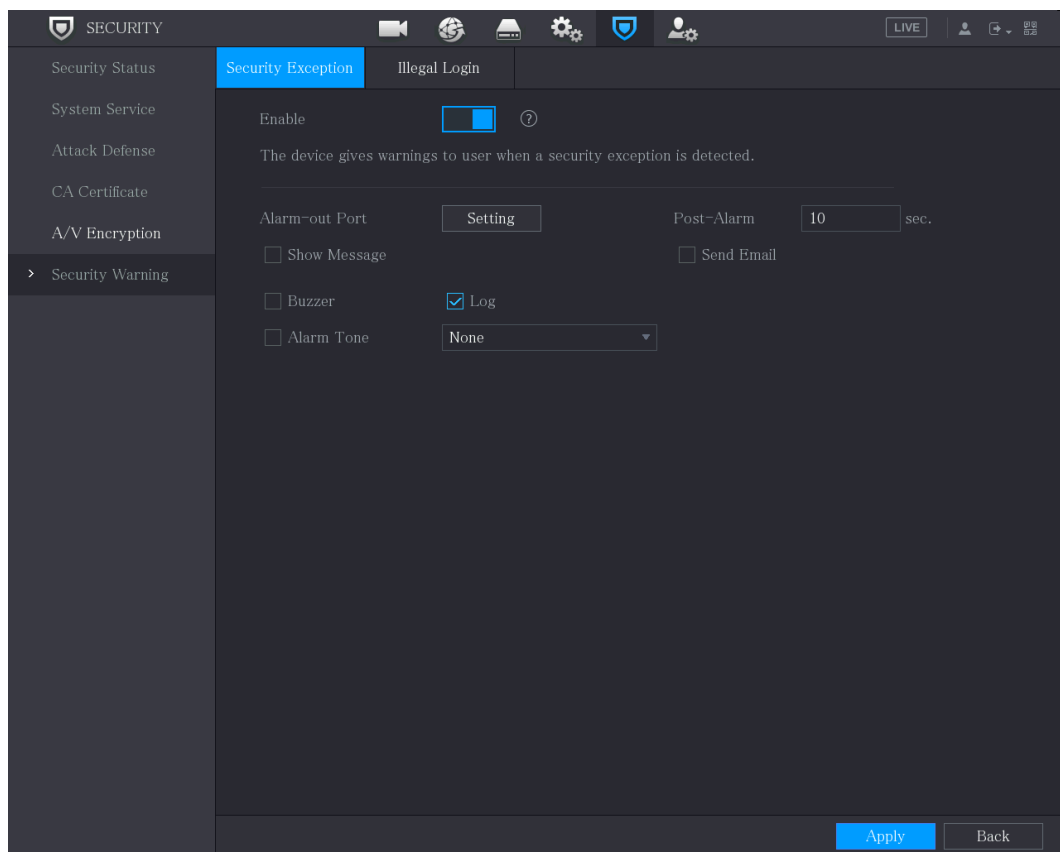 SECURITY
LIVE
Security Status
System Service
Attack Defense
CA Certificate
A/V Encryption
Security Warning
Security Exception Illegal Login
Enable ?
The device gives warnings to user when a security exception is detected.
Alarm-out Port Setting Post-Alarm 10 sec.
Show Message Send Email
Buzzer Log
Alarm Tone None
Apply Back